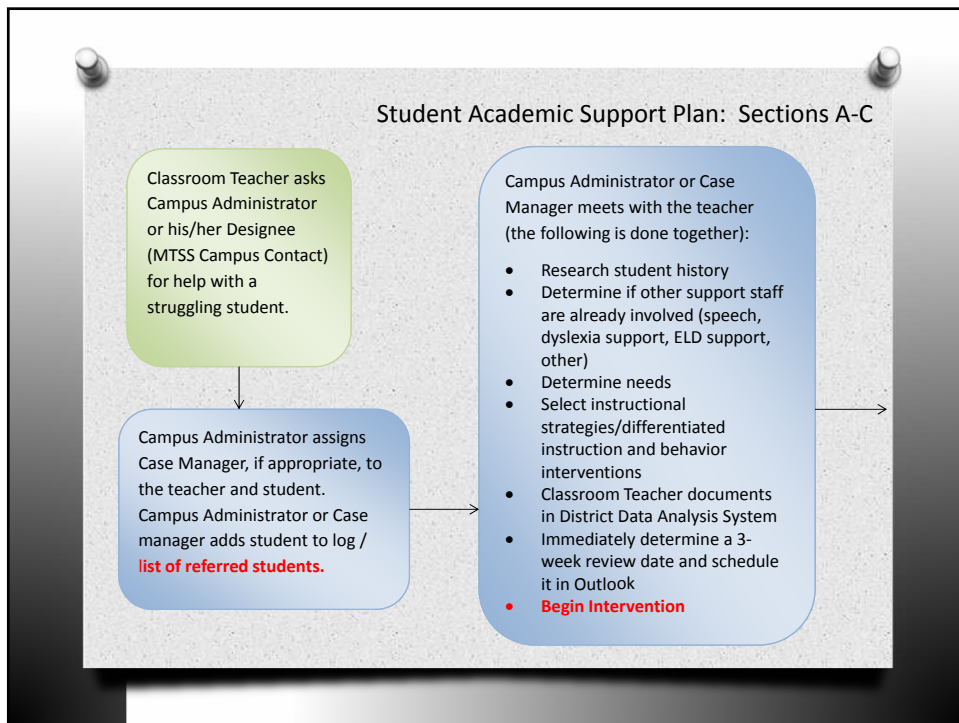 Student Academic Support Plan:  Sections A-C
Classroom Teacher asks
Campus Administrator
or his/her Designee
(MTSS Campus Contact)
for help with a
struggling student.
Campus Administrator assigns
Case Manager, if appropriate, to
the teacher and student.
Campus Administrator or Case
manager adds student to log /
list of referred students.
Campus Administrator or Case
Manager meets with the teacher
(the following is done together):
• Research student history
• Determine if other support staff
are already involved (speech,
dyslexia support, ELD support,
other)
• Determine needs
• Select instructional
strategies/differentiated
instruction and behavior
interventions
• Classroom Teacher documents
in District Data Analysis System
• Immediately determine a 3-
week review date and schedule
it in Outlook
• Begin Intervention